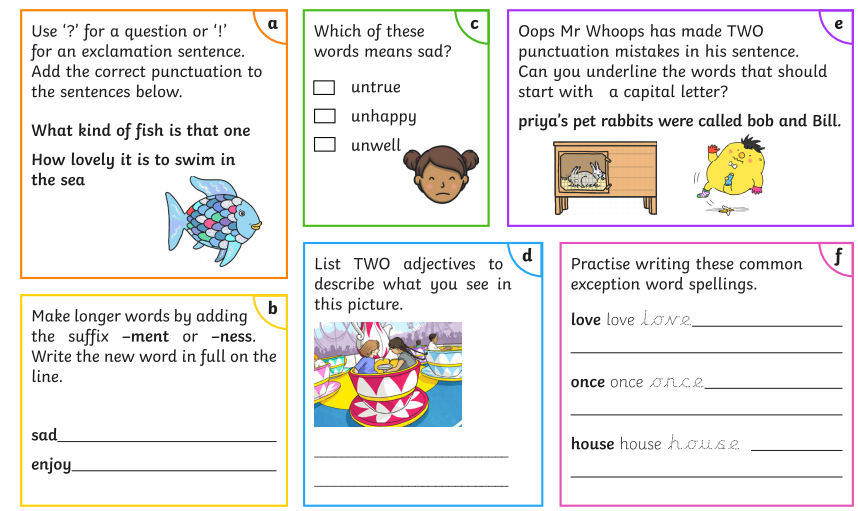 a
Use ‘?’ for a question or ‘!’
for an exclamation sentence.
Add the correct punctuation to
the sentences below.
What kind of fish is that one
How lovely it is to swim in
the sea
b
Make longer words by adding
the suffix –ment or –ness.
Write the new word in full on the
line.
sad
enjoy
c
Which of these
words means sad?
untrue
unhappy
unwell
d
List TWO adjectives to
describe what you see in
this picture.
e
Oops Mr Whoops has made TWO
punctuation mistakes in his sentence.
Can you underline the words that should
start with a capital letter?
priya’s pet rabbits were called bob and Bill.
f
Practise writing these common
exception word spellings.
love love love
once once once
house house house